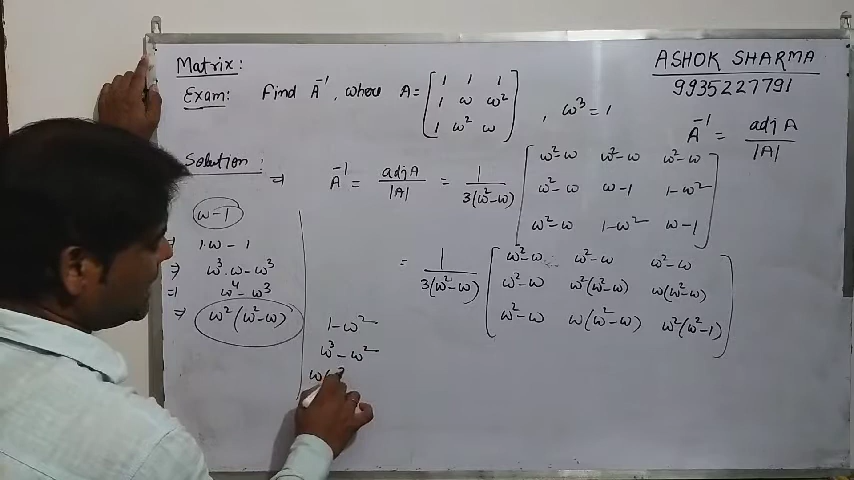 Matrix:
ASHOK SHARMA
9935227791
Exam: Find A⁻¹, where A = [1 1 1; 1 ω ω²; 1 ω² ω], ω³ = 1
A⁻¹ = adj A / |A|
Solution: ⇒ A⁻¹ = adj A / |A| = 1 / 3(ω²-ω) [ω²-ω ω²-ω ω²-ω; ω²-ω ω-1 1-ω²; ω²-ω 1-ω² ω-1]
= 1 / 3(ω²-ω) [ω²-ω ω²-ω ω²-ω; ω²-ω ω²(ω²-ω) ω(ω²-ω); ω²-ω ω(ω²-ω) ω²(ω²-1)]
ω-1
⇒ 1.ω - 1
⇒ ω³.ω - ω³
⇒ ω⁴ - ω³
⇒ ω²(ω²-ω)
1-ω²
ω³-ω²